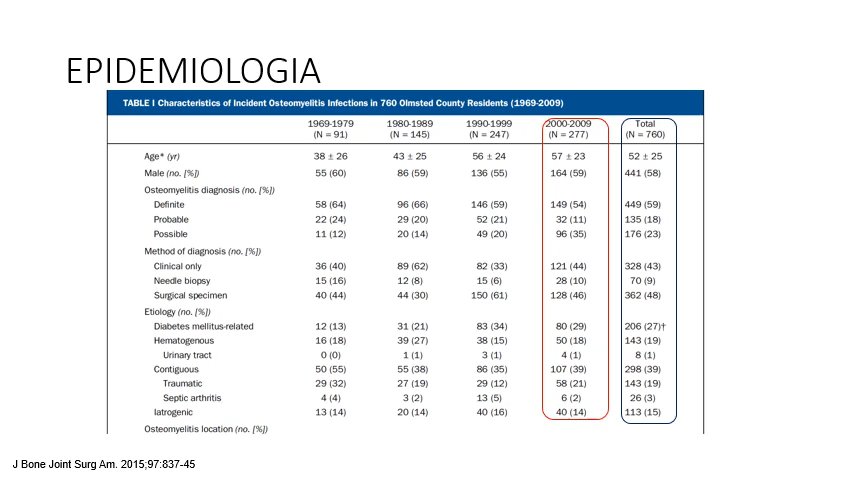 EPIDEMIOLOGIA
TABLE I Characteristics of Incident Osteomyelitis Infections in 760 Olmsted County Residents (1969-2009)
1969-1979 1980-1989 1990-1999 2000-2009 Total
(N = 91) (N = 145) (N = 247) (N = 277) (N = 760)
Age* (yr) 38 ± 26 43 ± 25 56 ± 24 57 ± 23 52 ± 25
Male (no. [%]) 55 (60) 86 (59) 136 (55) 164 (59) 441 (58)
Osteomyelitis diagnosis (no. [%])
Definite 58 (64) 96 (66) 146 (59) 149 (54) 449 (59)
Probable 22 (24) 29 (20) 52 (21) 32 (11) 135 (18)
Possible 11 (12) 20 (14) 49 (20) 96 (35) 176 (23)
Method of diagnosis (no. [%])
Clinical only 36 (40) 89 (62) 82 (33) 121 (44) 328 (43)
Needle biopsy 15 (16) 12 (8) 15 (6) 28 (10) 70 (9)
Surgical specimen 40 (44) 44 (30) 150 (61) 128 (46) 362 (48)
Etiology (no. [%])
Diabetes mellitus-related 12 (13) 31 (21) 83 (34) 80 (29) 206 (27)†
Hematogenous 16 (18) 39 (27) 38 (15) 50 (18) 143 (19)
Urinary tract 0 (0) 1 (1) 3 (1) 4 (1) 8 (1)
Contiguous 50 (55) 55 (38) 86 (35) 107 (39) 298 (39)
Traumatic 29 (32) 27 (19) 29 (12) 58 (21) 143 (19)
Septic arthritis 4 (4) 3 (2) 13 (5) 6 (2) 26 (3)
Iatrogenic 13 (14) 20 (14) 40 (16) 40 (14) 113 (15)
Osteomyelitis location (no. [%])
J Bone Joint Surg Am. 2015;97:837-45